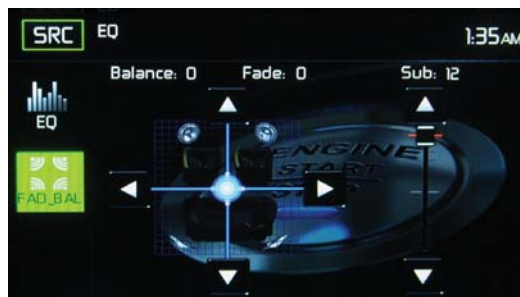 SRC EQ 1:35AM
Balance: 0 Fade: 0 Sub: 12
EQ
ENGINE
START
FAD_BAL